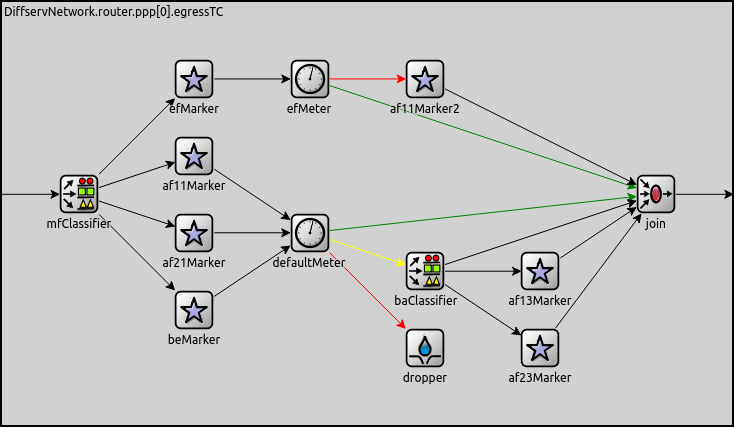 DiffservNetwork.router.ppp[0].egressTC
efMarker
efMeter
af11Marker2
af11Marker
mfClassifier
af21Marker
defaultMeter
join
baClassifier
af13Marker
beMarker
dropper
af23Marker